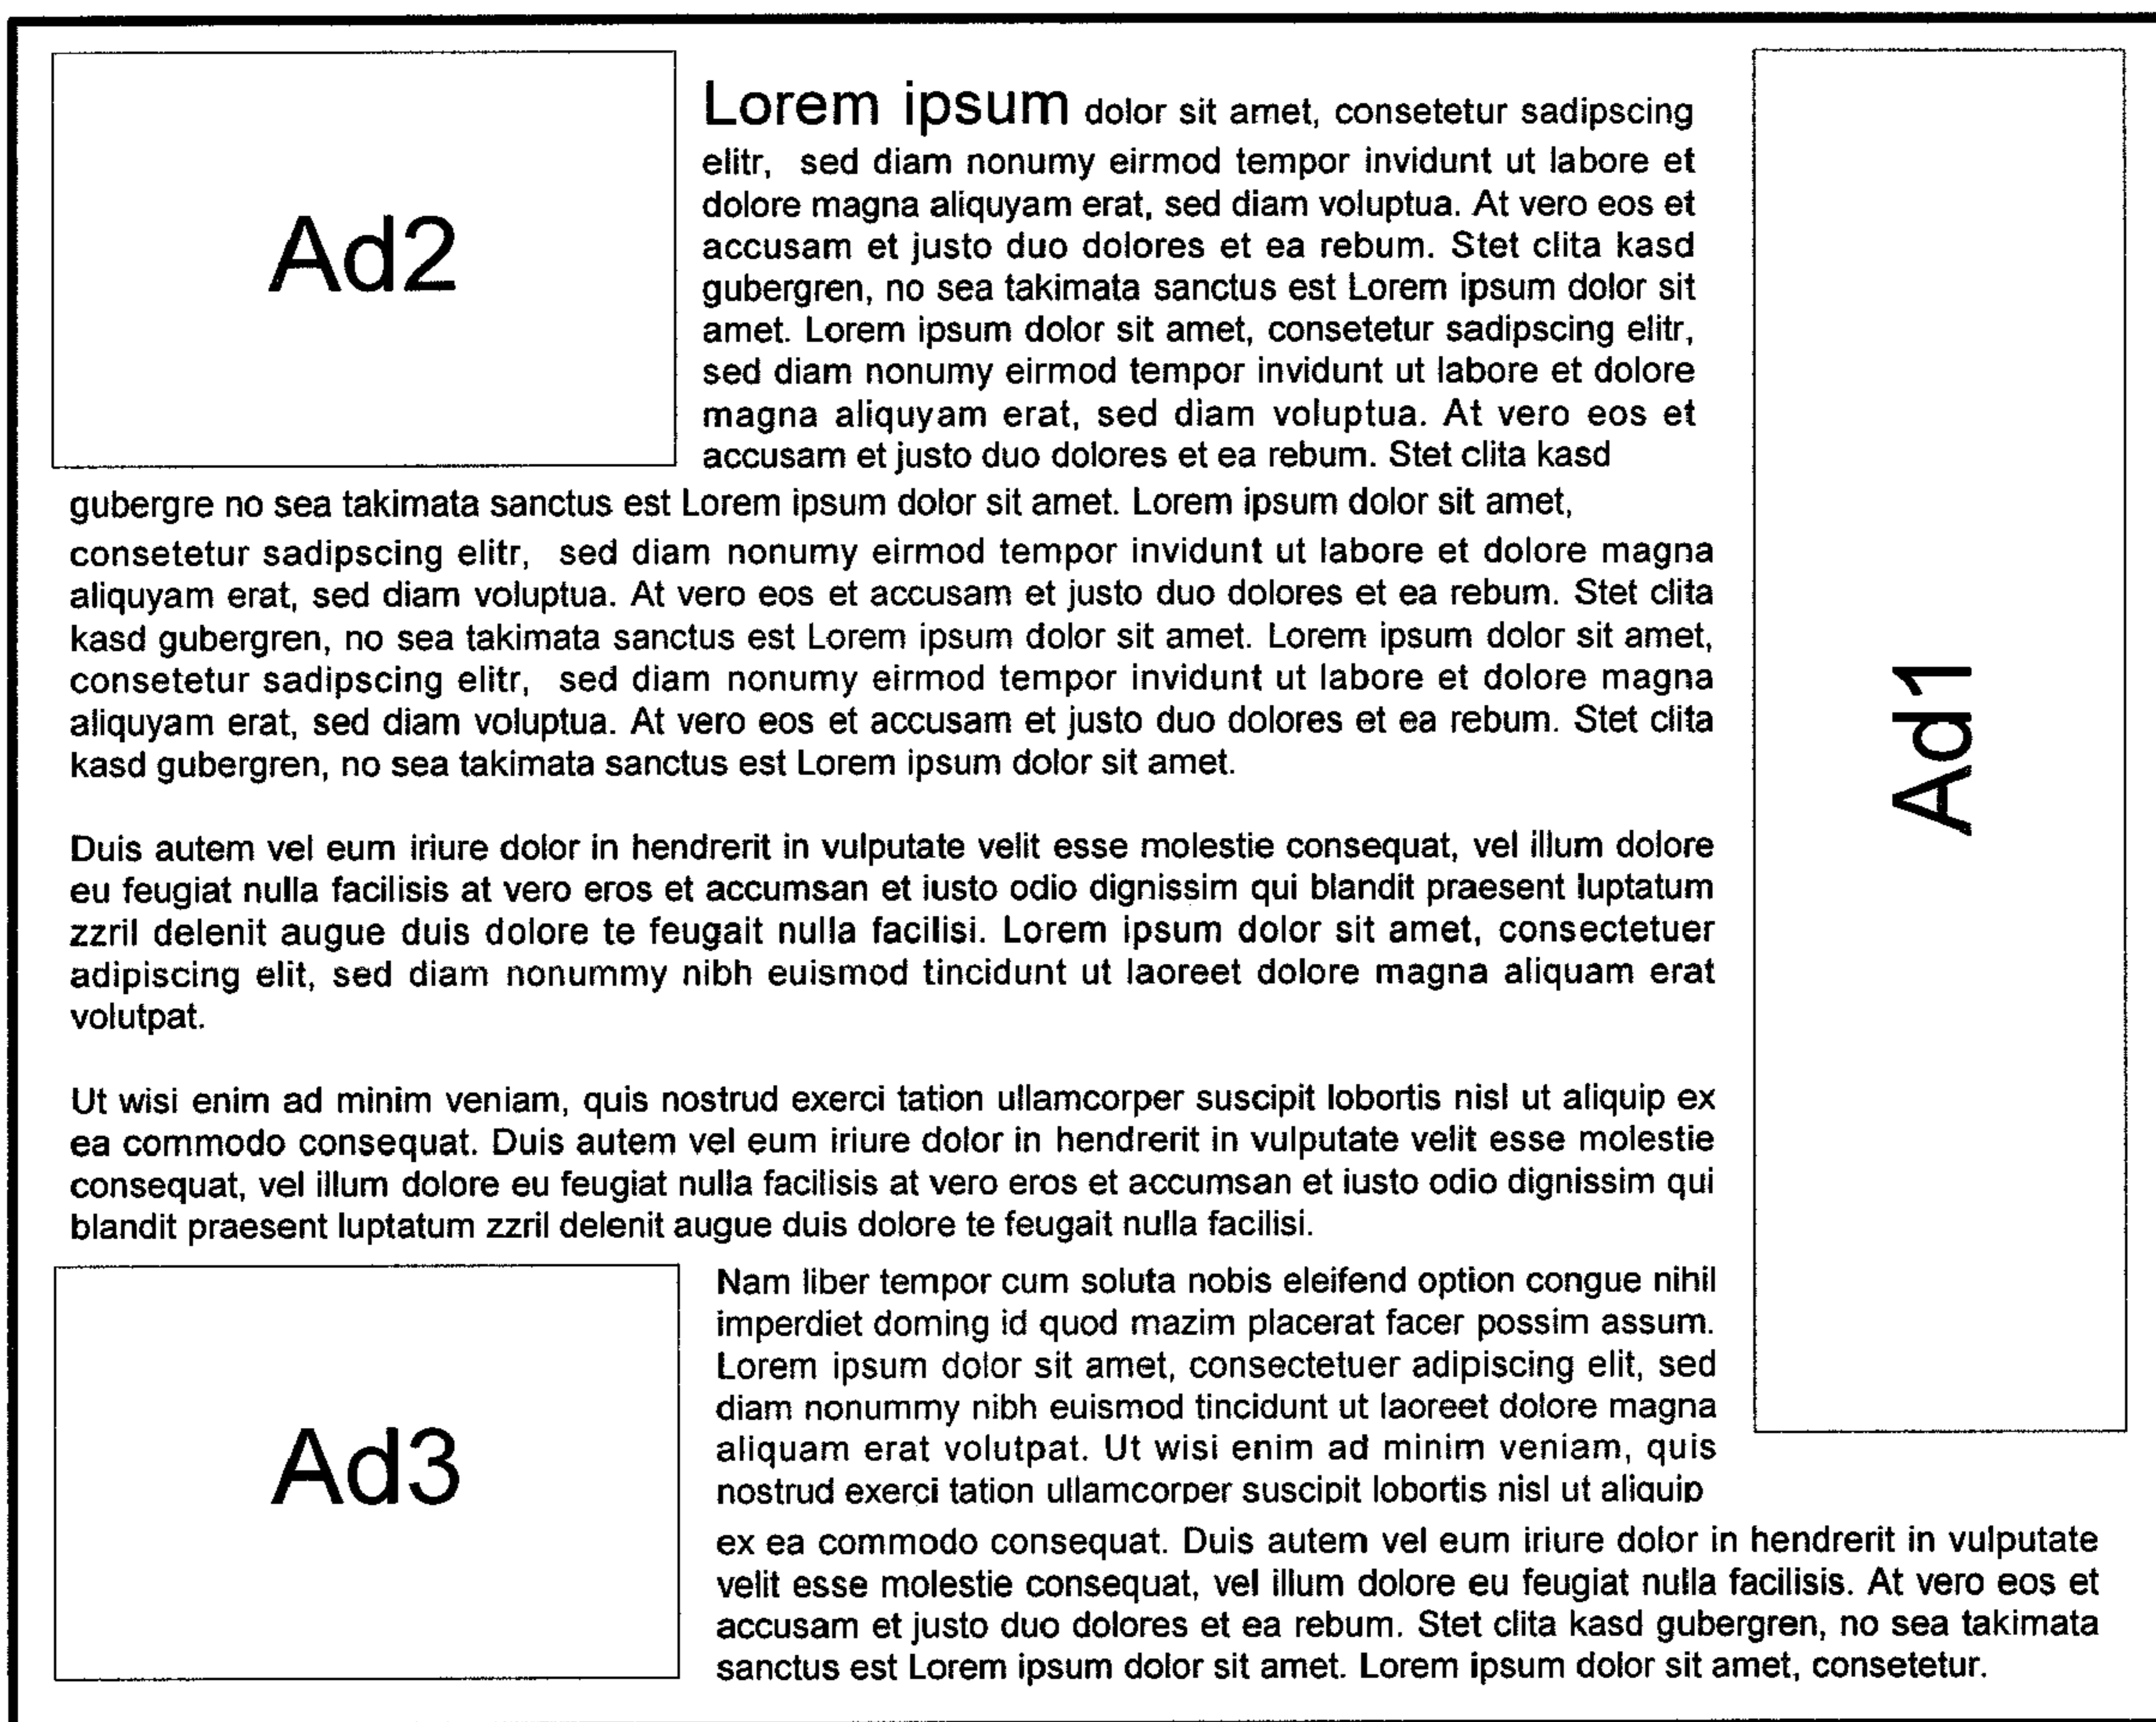 Ad2
Lorem ipsum dolor sit amet, consetetur sadipscing
elitr, sed diam nonumy eirmod tempor invidunt ut labore et
dolore magna aliquyam erat, sed diam voluptua. At vero eos et
accusam et justo duo dolores et ea rebum. Stet clita kasd
gubergren, no sea takimata sanctus est Lorem ipsum dolor sit
amet. Lorem ipsum dolor sit amet, consetetur sadipscing elitr,
sed diam nonumy eirmod tempor invidunt ut labore et dolore
magna aliquyam erat, sed diam voluptua. At vero eos et
accusam et justo duo dolores et ea rebum. Stet clita kasd
gubergre no sea takimata sanctus est Lorem ipsum dolor sit amet. Lorem ipsum dolor sit amet,
consetetur sadipscing elitr, sed diam nonumy eirmod tempor invidunt ut labore et dolore magna
aliquyam erat, sed diam voluptua. At vero eos et accusam et justo duo dolores et ea rebum. Stet clita
kasd gubergren, no sea takimata sanctus est Lorem ipsum dolor sit amet. Lorem ipsum dolor sit amet,
consetetur sadipscing elitr, sed diam nonumy eirmod tempor invidunt ut labore et dolore magna
aliquyam erat, sed diam voluptua. At vero eos et accusam et justo duo dolores et ea rebum. Stet clita
kasd gubergren, no sea takimata sanctus est Lorem ipsum dolor sit amet.
Duis autem vel eum iriure dolor in hendrerit in vulputate velit esse molestie consequat, vel illum dolore
eu feugiat nulla facilisis at vero eros et accumsan et iusto odio dignissim qui blandit praesent luptatum
zzril delenit augue duis dolore te feugait nulla facilisi. Lorem ipsum dolor sit amet, consectetuer
adipiscing elit, sed diam nonummy nibh euismod tincidunt ut laoreet dolore magna aliquam erat
volutpat.
Ut wisi enim ad minim veniam, quis nostrud exerci tation ullamcorper suscipit lobortis nisl ut aliquip ex
ea commodo consequat. Duis autem vel eum iriure dolor in hendrerit in vulputate velit esse molestie
consequat, vel illum dolore eu feugiat nulla facilisis at vero eros et accumsan et iusto odio dignissim qui
blandit praesent luptatum zzril delenit augue duis dolore te feugait nulla facilisi.
Ad3
Nam liber tempor cum soluta nobis eleifend option congue nihil
imperdiet doming id quod mazim placerat facer possim assum.
Lorem ipsum dolor sit amet, consectetuer adipiscing elit, sed
diam nonummy nibh euismod tincidunt ut laoreet dolore magna
aliquam erat volutpat. Ut wisi enim ad minim veniam, quis
nostrud exerci tation ullamcorper suscipit lobortis nisl ut aliquip
ex ea commodo consequat. Duis autem vel eum iriure dolor in hendrerit in vulputate
velit esse molestie consequat, vel illum dolore eu feugiat nulla facilisis. At vero eos et
accusam et justo duo dolores et ea rebum. Stet clita kasd gubergren, no sea takimata
sanctus est Lorem ipsum dolor sit amet. Lorem ipsum dolor sit amet, consetetur.
Ad1